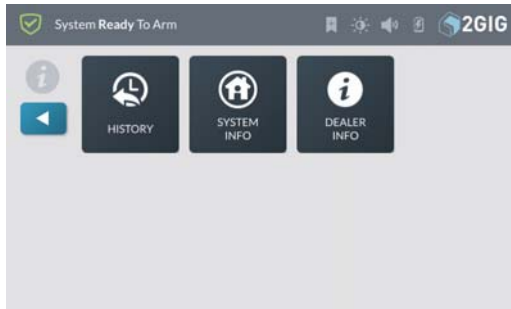 System Ready To Arm
2GIG
HISTORY
SYSTEM
INFO
DEALER
INFO